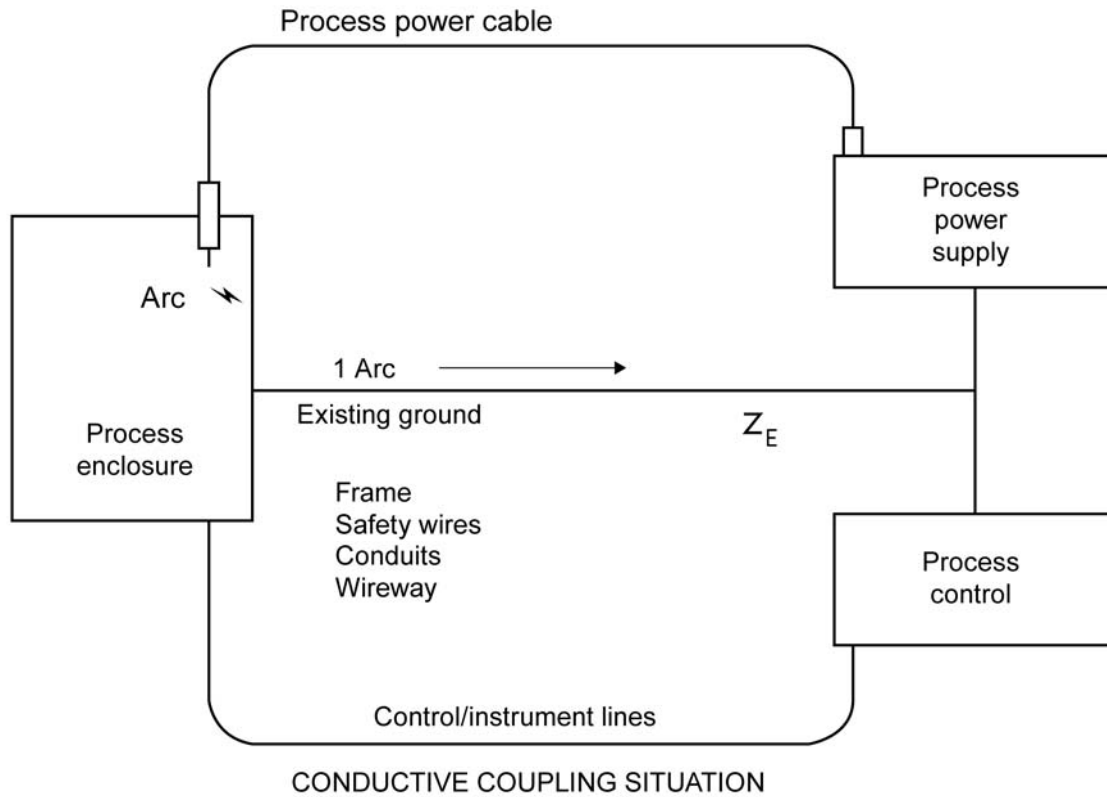 Process power cable
Process
power
supply
Arc
1 Arc
Existing ground
Z_E
Process
enclosure
Frame
Safety wires
Conduits
Wireway
Process
control
Control/instrument lines
CONDUCTIVE COUPLING SITUATION